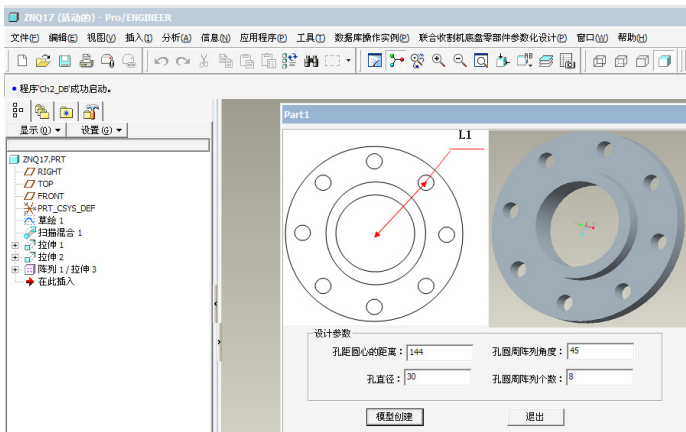 ZNQ17 (活动的) - Pro/ENGINEER
文件(F) 编辑(E) 视图(V) 插入(I) 分析(A) 信息(N) 应用程序(P) 工具(T) 数据库操作实例(P) 联合收割机底盘零部件参数化设计(P) 窗口(W) 帮助(H)
• 程序'Ch2_DB'成功启动。
显示(O) 设置(G)
ZNQ17.PRT
RIGHT
TOP
FRONT
PRT_CSYS_DEF
草绘 1
扫描混合 1
拉伸 1
拉伸 2
阵列 1 / 拉伸 3
在此插入
Part1
L1
设计参数
孔距圆心的距离： 144 孔圆周阵列角度： 45
孔直径： 30 孔圆周阵列个数： 8
模型创建 退出